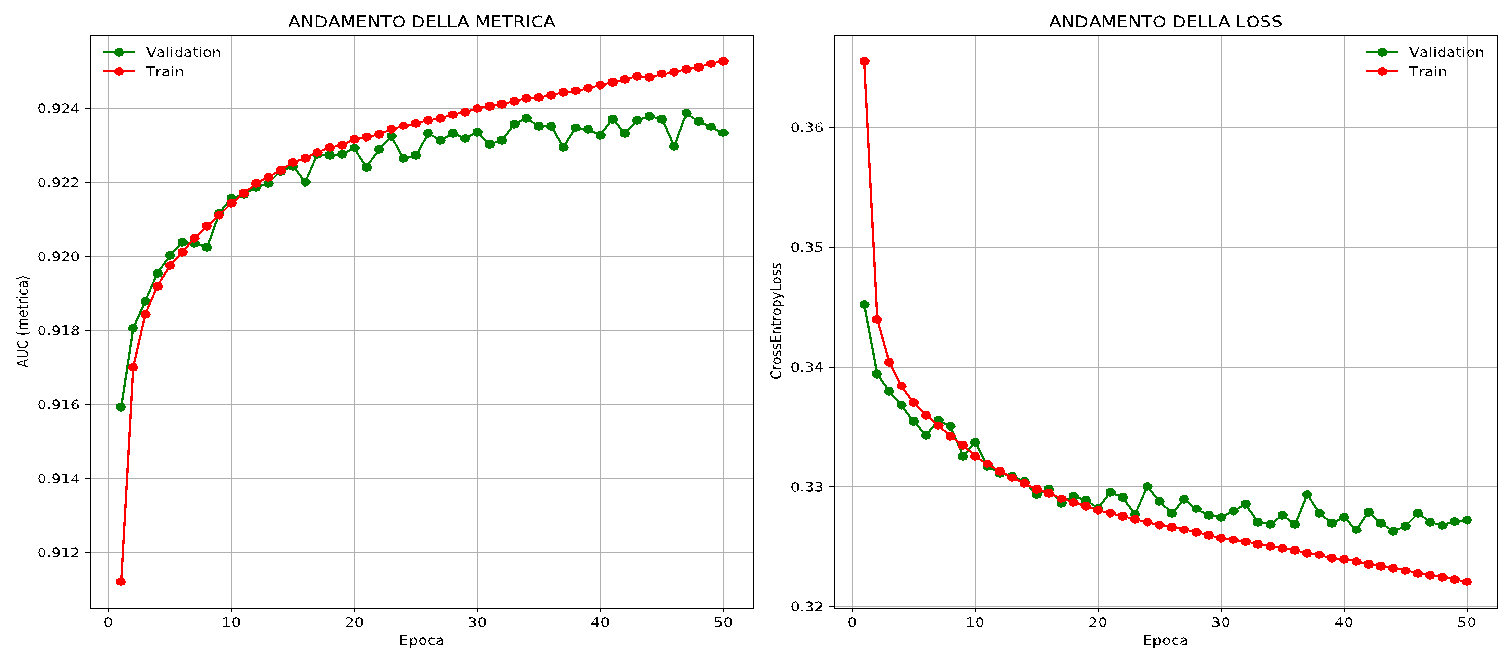 ANDAMENTO DELLA METRICA
Validation
Train
0.924
0.922
0.920
0.918
0.916
0.914
0.912
AUC (metrica)
0 10 20 30 40 50
Epoca
ANDAMENTO DELLA LOSS
Validation
Train
0.36
0.35
0.34
0.33
0.32
CrossEntropyLoss
0 10 20 30 40 50
Epoca